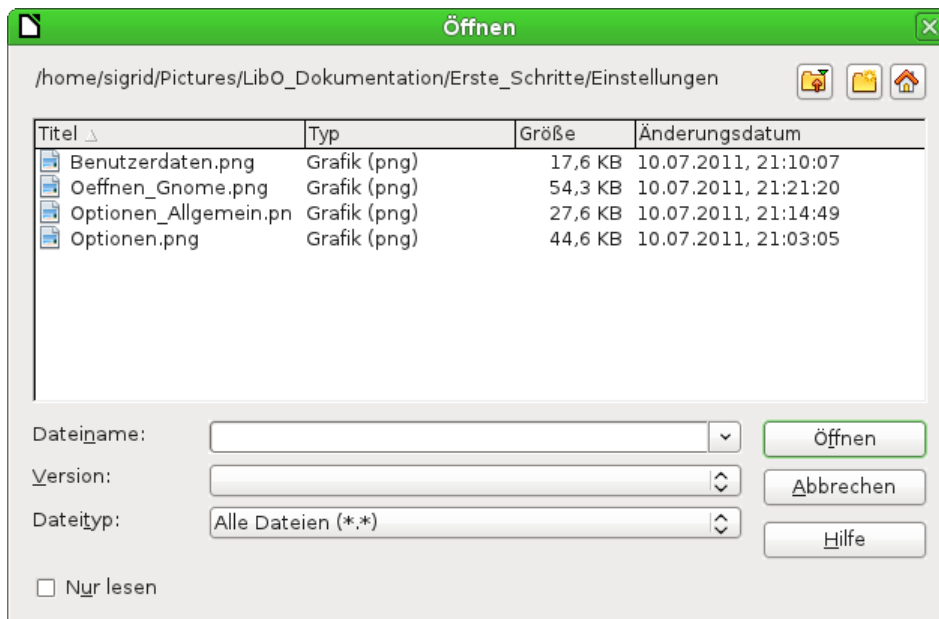 Öffnen
/home/sigrid/Pictures/LibO_Dokumentation/Erste_Schritte/Einstellungen
Titel Typ Größe Änderungsdatum
Benutzerdaten.png Grafik (png) 17,6 KB 10.07.2011, 21:10:07
Oeffnen_Gnome.png Grafik (png) 54,3 KB 10.07.2011, 21:21:20
Optionen_Allgemein.pn Grafik (png) 27,6 KB 10.07.2011, 21:14:49
Optionen.png Grafik (png) 44,6 KB 10.07.2011, 21:03:05
Dateiname: Öffnen
Version: Abbrechen
Dateityp: Alle Dateien (*.*)
Hilfe
Nur lesen